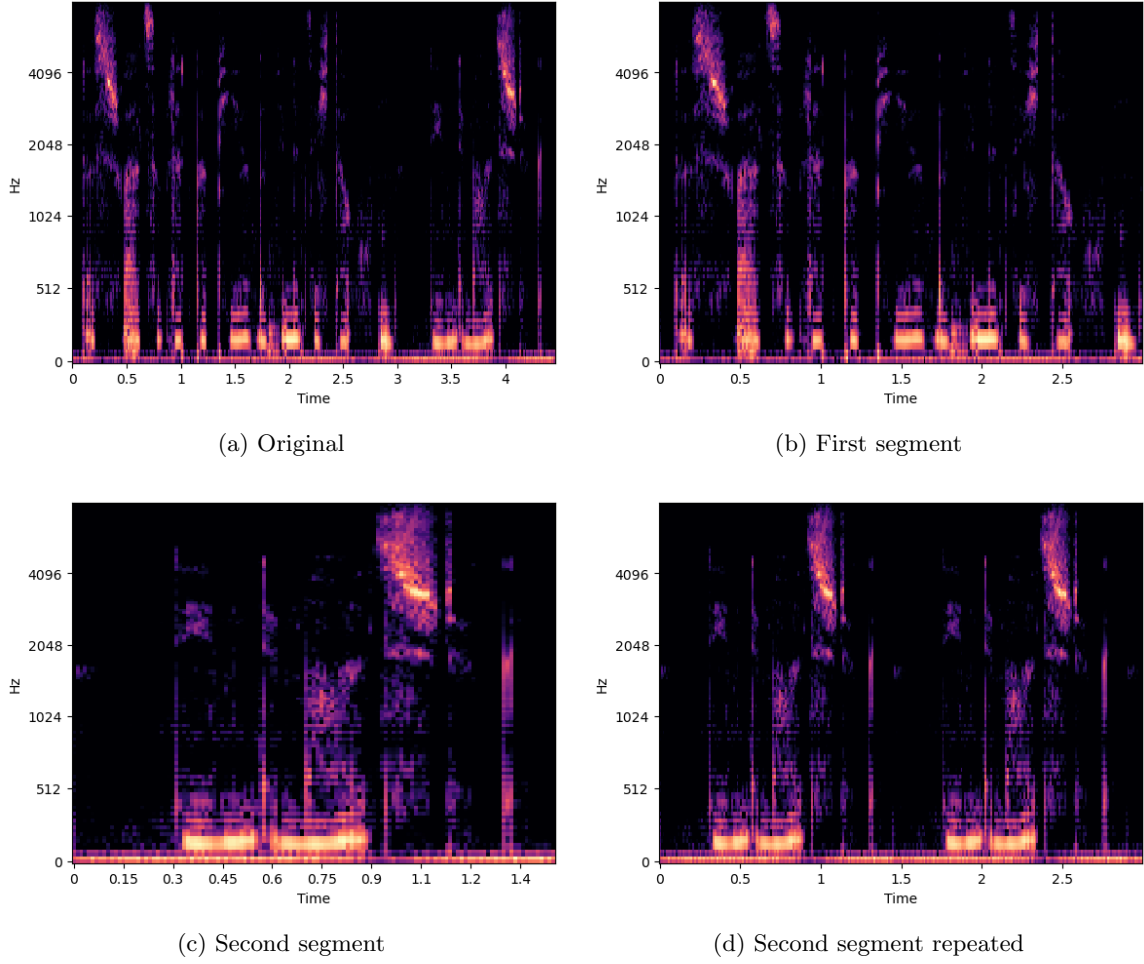 4096
2048
1024
512
0
Hz
0 0.5 1 1.5 2 2.5 3 3.5 4
Time
(a) Original
4096
2048
1024
512
0
Hz
0 0.5 1 1.5 2 2.5
Time
(b) First segment
4096
2048
1024
512
0
Hz
0 0.15 0.3 0.45 0.6 0.75 0.9 1.1 1.2 1.4
Time
(c) Second segment
4096
2048
1024
512
0
Hz
0 0.5 1 1.5 2 2.5
Time
(d) Second segment repeated